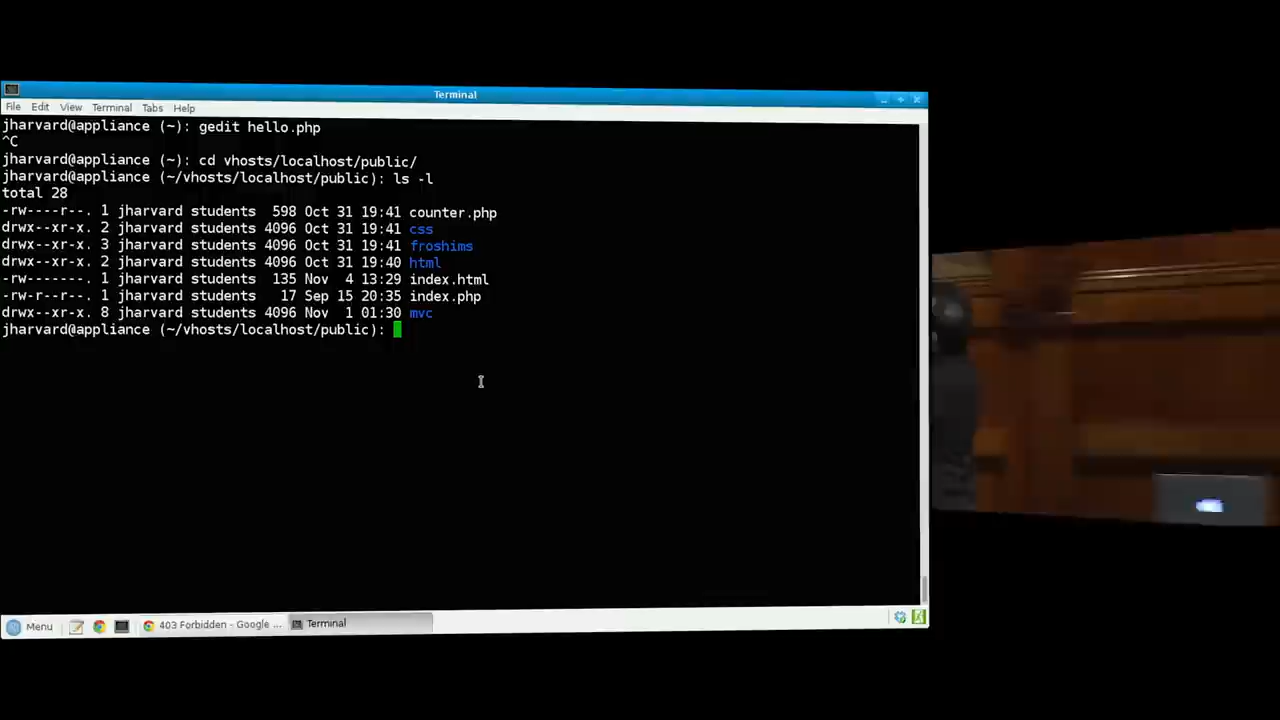 Terminal
File Edit View Terminal Tabs Help
jharvard@appliance (~): gedit hello.php
^C
jharvard@appliance (~): cd vhosts/localhost/public/
jharvard@appliance (~/vhosts/localhost/public): ls -l
total 28
-rw----r--. 1 jharvard students  598 Oct 31 19:41 counter.php
drwx--xr-x. 2 jharvard students 4096 Oct 31 19:41 css
drwx--xr-x. 3 jharvard students 4096 Oct 31 19:41 froshims
drwx--xr-x. 2 jharvard students 4096 Oct 31 19:40 html
-rw-------. 1 jharvard students  135 Nov  4 13:29 index.html
-rw-r--r--. 1 jharvard students   17 Sep 15 20:35 index.php
drwx--xr-x. 8 jharvard students 4096 Nov  1 01:30 mvc
jharvard@appliance (~/vhosts/localhost/public):
Menu 403 Forbidden - Google ... Terminal